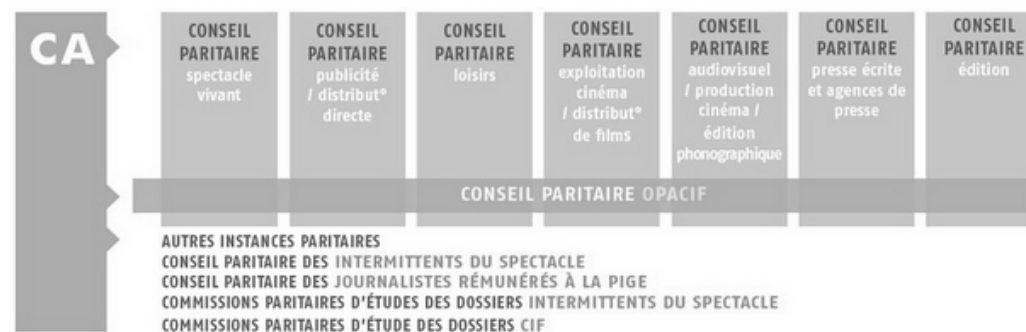 CA
CONSEIL
PARITAIRE
spectacle
vivant
CONSEIL
PARITAIRE
publicité
/ distribut°
directe
CONSEIL
PARITAIRE
loisirs
CONSEIL
PARITAIRE
exploitation
cinéma
/ distribut°
de films
CONSEIL
PARITAIRE
audiovisuel
/ production
cinéma /
édition
phonographique
CONSEIL
PARITAIRE
presse écrite
et agences de
presse
CONSEIL
PARITAIRE
édition
CONSEIL PARITAIRE OPACIF
AUTRES INSTANCES PARITAIRES
CONSEIL PARITAIRE DES INTERMITTENTS DU SPECTACLE
CONSEIL PARITAIRE DES JOURNALISTES RÉMUNÉRÉS À LA PIGE
COMMISSIONS PARITAIRES D'ÉTUDES DES DOSSIERS INTERMITTENTS DU SPECTACLE
COMMISSIONS PARITAIRES D'ÉTUDE DES DOSSIERS CIF